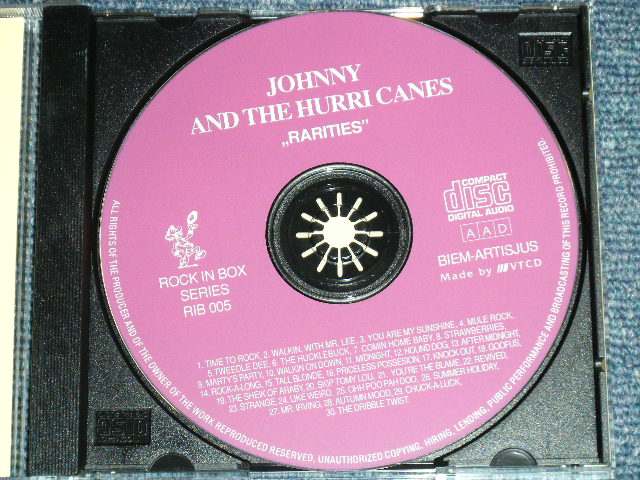 JOHNNY
AND THE HURRI CANES
„RARITIES”
COMPACT
disc
DIGITAL AUDIO
AAD
BIEM-ARTISJUS
Made by VTCD
ROCK IN BOX
SERIES
RIB 005
1. TIME TO ROCK, 2. WALKIN, WITH MR. LEE, 3. YOU ARE MY SUNSHINE, 4. MULE ROCK,
5. TWEEDLE DEE, 6. THE HUCKLEBUCK, 7. COMIN HOME BABY, 8. STRAWBERRIES,
9. MARTY'S PARTY, 10. WALKIN ON DOWN, 11. MIDNIGHT, 12. HOUND DOG, 13. AFTER MIDNIGHT,
14. ROCK-A-LONG, 15. TALL BLONDE, 16. PRICELESS POSSESION, 17. KNOCK OUT, 18. GOOFUS,
19. THE SHEIK OF ARABY, 20. SKIP TOMY LOU, 21. YOU'RE THE BLAME, 22. REVIVED,
23. STRANGE, 24. LIKE WEIRD, 25. OHH POO PAH DOO, 26. SUMMER HOLIDAY,
27. MR. IRVING, 28. AUTUMN MOOD, 29. CHUCK-A-LUCK,
30. THE DRIBBLE TWIST.
ALL RIGHTS OF THE PRODUCER AND OF THE OWNER OF THE WORK REPRODUCED RESERVED. UNAUTHORIZED COPYING, HIRING, LENDING, PUBLIC PERFORMANCE AND BROADCASTING OF THIS RECORD PROHIBITED.